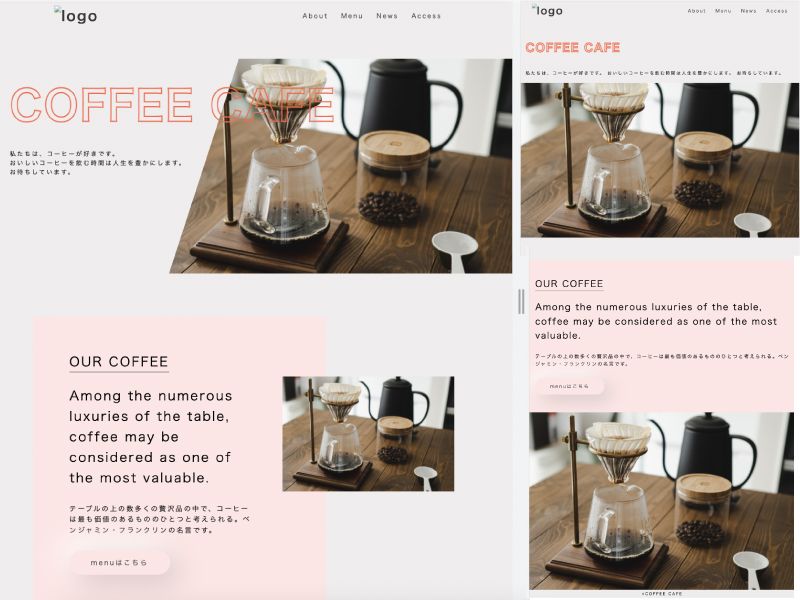 logo
About Menu News Access
COFFEE CAFE
私たちは、コーヒーが好きです。
おいしいコーヒーを飲む時間は人生を豊かにします。
お待ちしています。
OUR COFFEE
Among the numerous
luxuries of the table,
coffee may be
considered as one of
the most valuable.
テーブルの上の数多くの贅沢品の中で、コーヒー
は最も価値のあるもののひとつと考えられる。ベ
ンジャミン・フランクリンの名言です。
menuはこちら
logo
About Menu News Access
COFFEE CAFE
私たちは、コーヒーが好きです。 おいしいコーヒーを飲む時間は人生を豊かにします。 お待ちしています。
OUR COFFEE
Among the numerous luxuries of the table,
coffee may be considered as one of the most
valuable.
テーブルの上の数多くの贅沢品の中で、コーヒーは最も価値のあるもののひとつと考えられる。ベン
ジャミン・フランクリンの名言です。
menuはこちら
©COFFEE CAFE